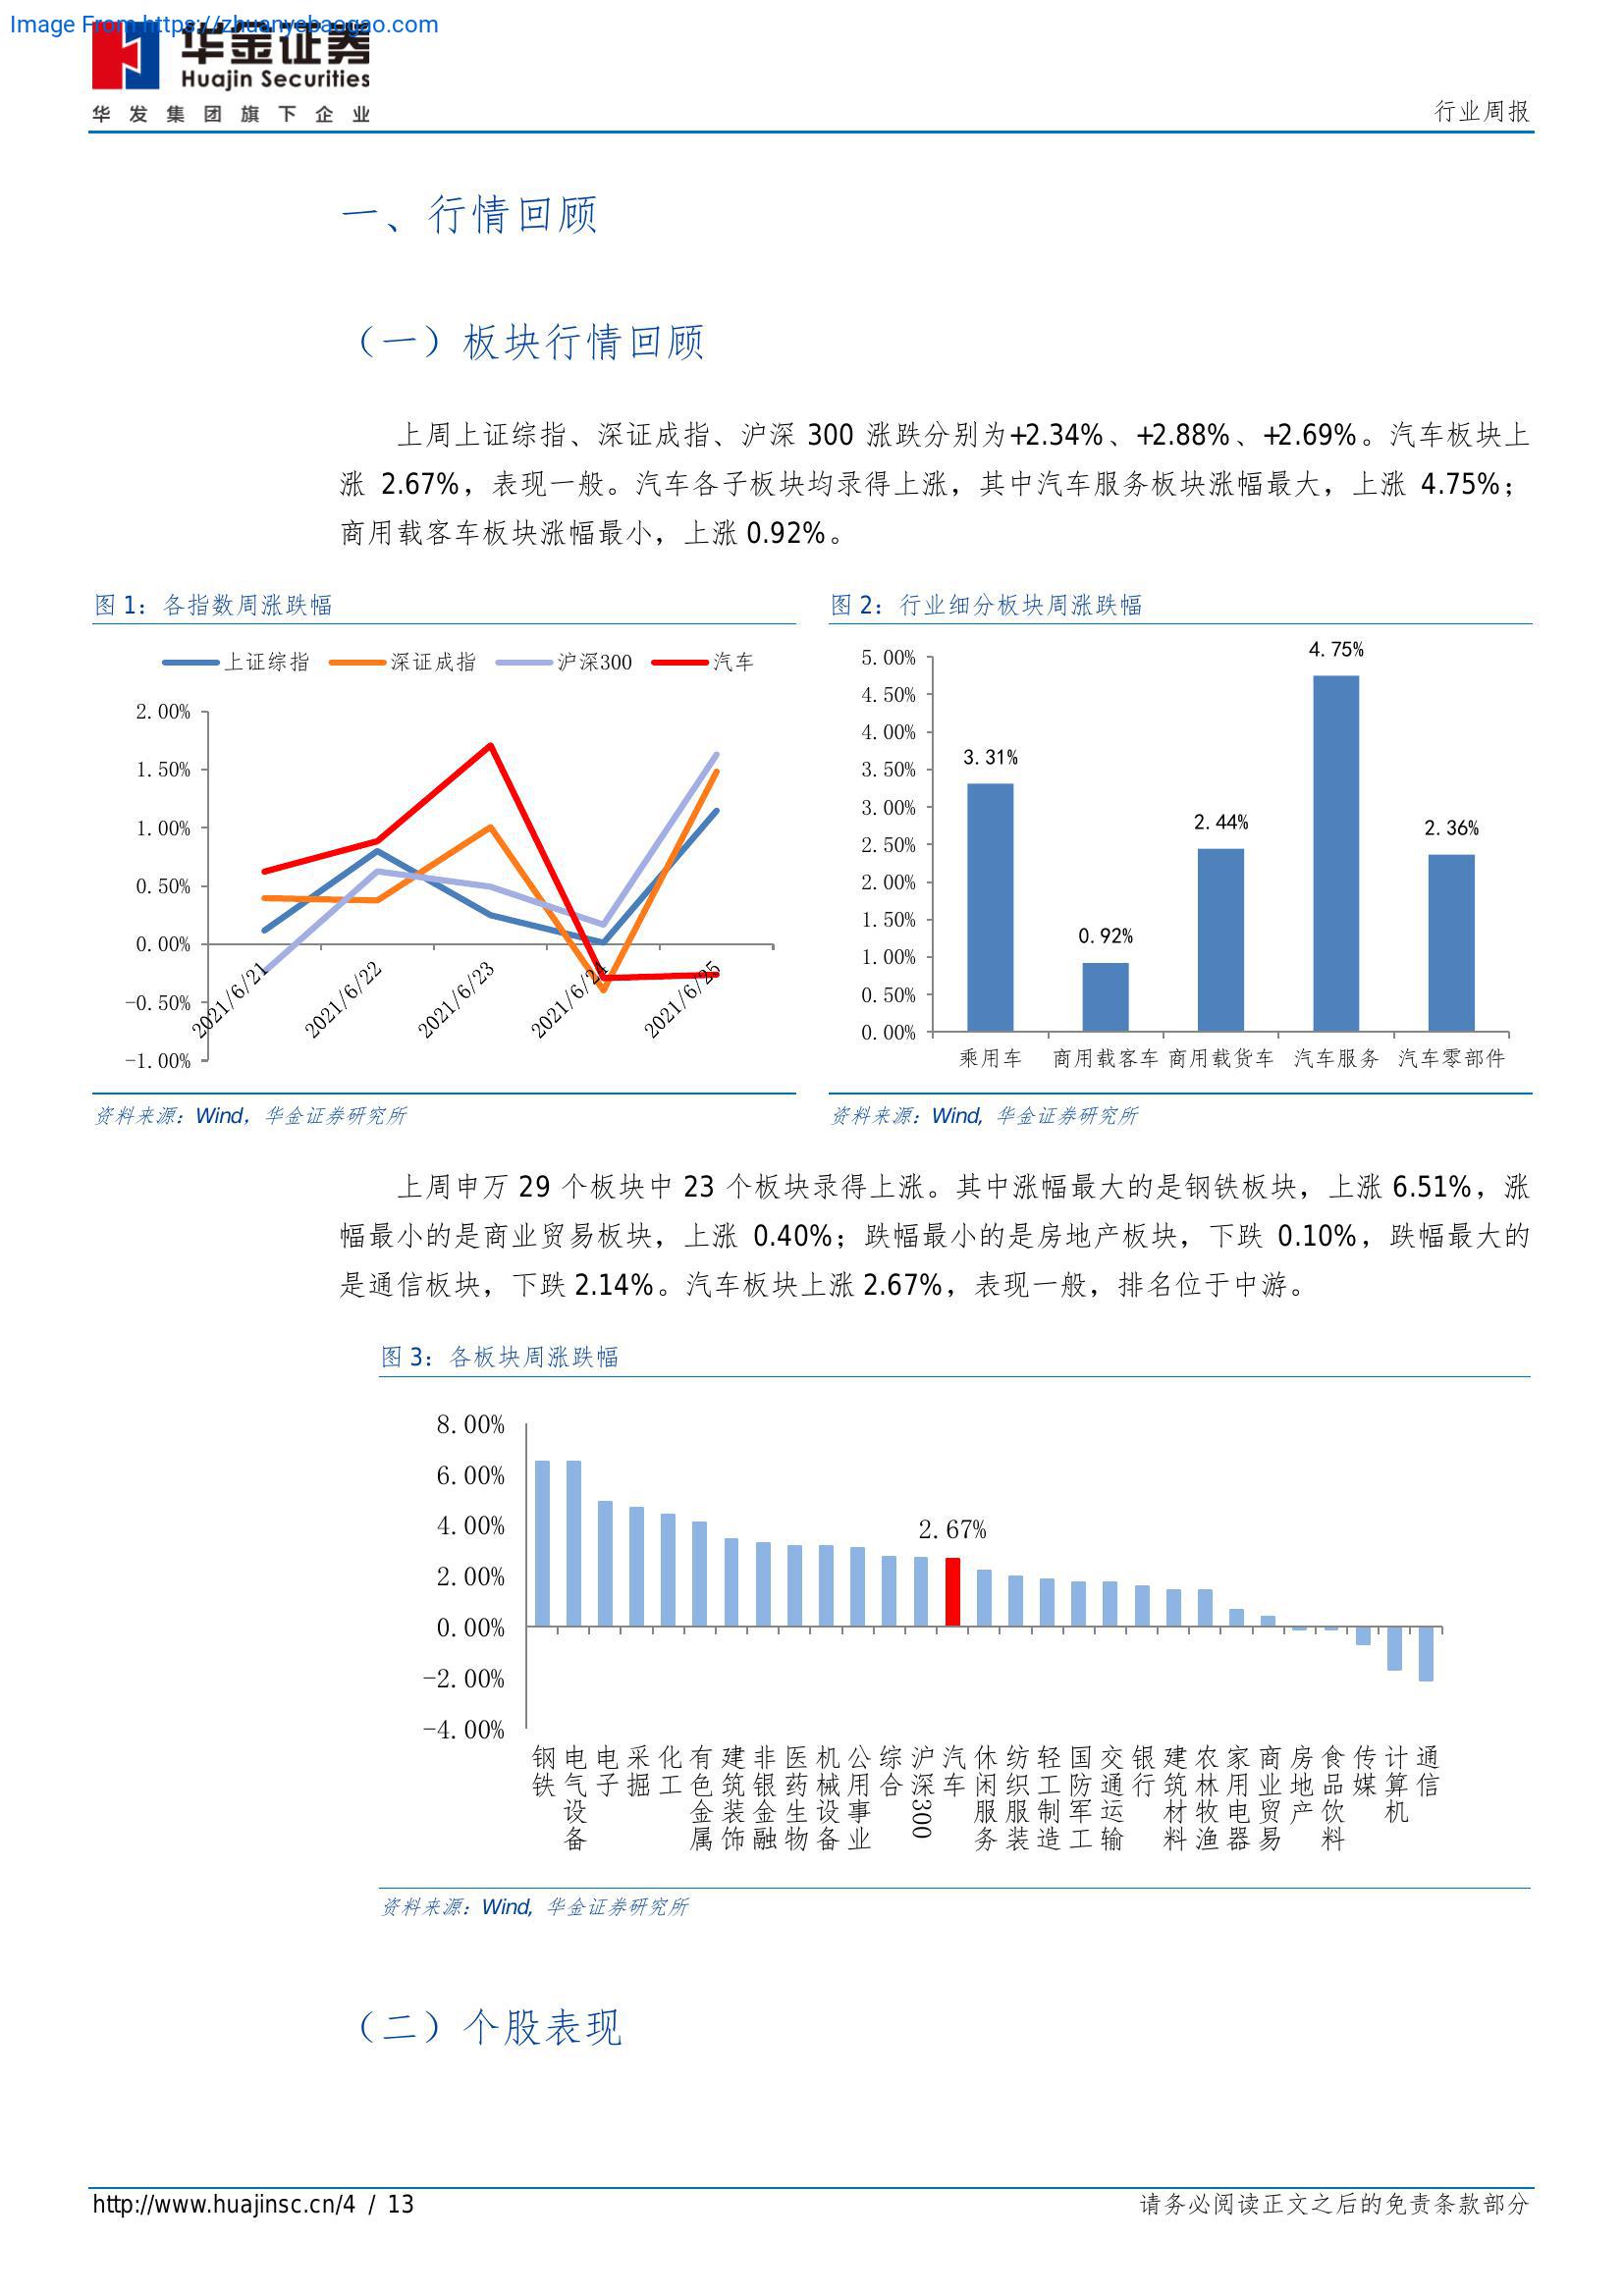 Image From https://zhuanyebaogao.com
华金证券
Huajin Securities
华发集团旗下企业
行业周报
一、行情回顾
（一）板块行情回顾
上周上证综指、深证成指、沪深 300 涨跌分别为+2.34%、+2.88%、+2.69%。汽车板块上
涨 2.67%，表现一般。汽车各子板块均录得上涨，其中汽车服务板块涨幅最大，上涨 4.75%；
商用载客车板块涨幅最小，上涨 0.92%。
图 1：各指数周涨跌幅
上证综指 深证成指 沪深300 汽车
2.00%
1.50%
1.00%
0.50%
0.00%
-0.50%
-1.00%
2021/6/21 2021/6/22 2021/6/23 2021/6/24 2021/6/25
资料来源：Wind，华金证券研究所
图 2：行业细分板块周涨跌幅
5.00%
4.50%
4.00%
3.50%
3.00%
2.50%
2.00%
1.50%
1.00%
0.50%
0.00%
3.31%
0.92%
2.44%
4.75%
2.36%
乘用车 商用载客车 商用载货车 汽车服务 汽车零部件
资料来源：Wind, 华金证券研究所
上周申万 29 个板块中 23 个板块录得上涨。其中涨幅最大的是钢铁板块，上涨 6.51%，涨
幅最小的是商业贸易板块，上涨 0.40%；跌幅最小的是房地产板块，下跌 0.10%，跌幅最大的
是通信板块，下跌 2.14%。汽车板块上涨 2.67%，表现一般，排名位于中游。
图 3：各板块周涨跌幅
8.00%
6.00%
4.00%
2.00%
0.00%
-2.00%
-4.00%
2.67%
钢铁
电气设备
电子
采掘
化工
有色金属
建筑装饰
非银金融
医药生物
机械设备
公用事业
综合
沪深300
汽车
休闲服务
纺织服装
轻工制造
国防军工
交通运输
银行
建筑材料
农林牧渔
家用电器
商业贸易
房地产
食品饮料
传媒
计算机
通信
资料来源：Wind, 华金证券研究所
（二）个股表现
http://www.huajinsc.cn/4 / 13
请务必阅读正文之后的免责条款部分